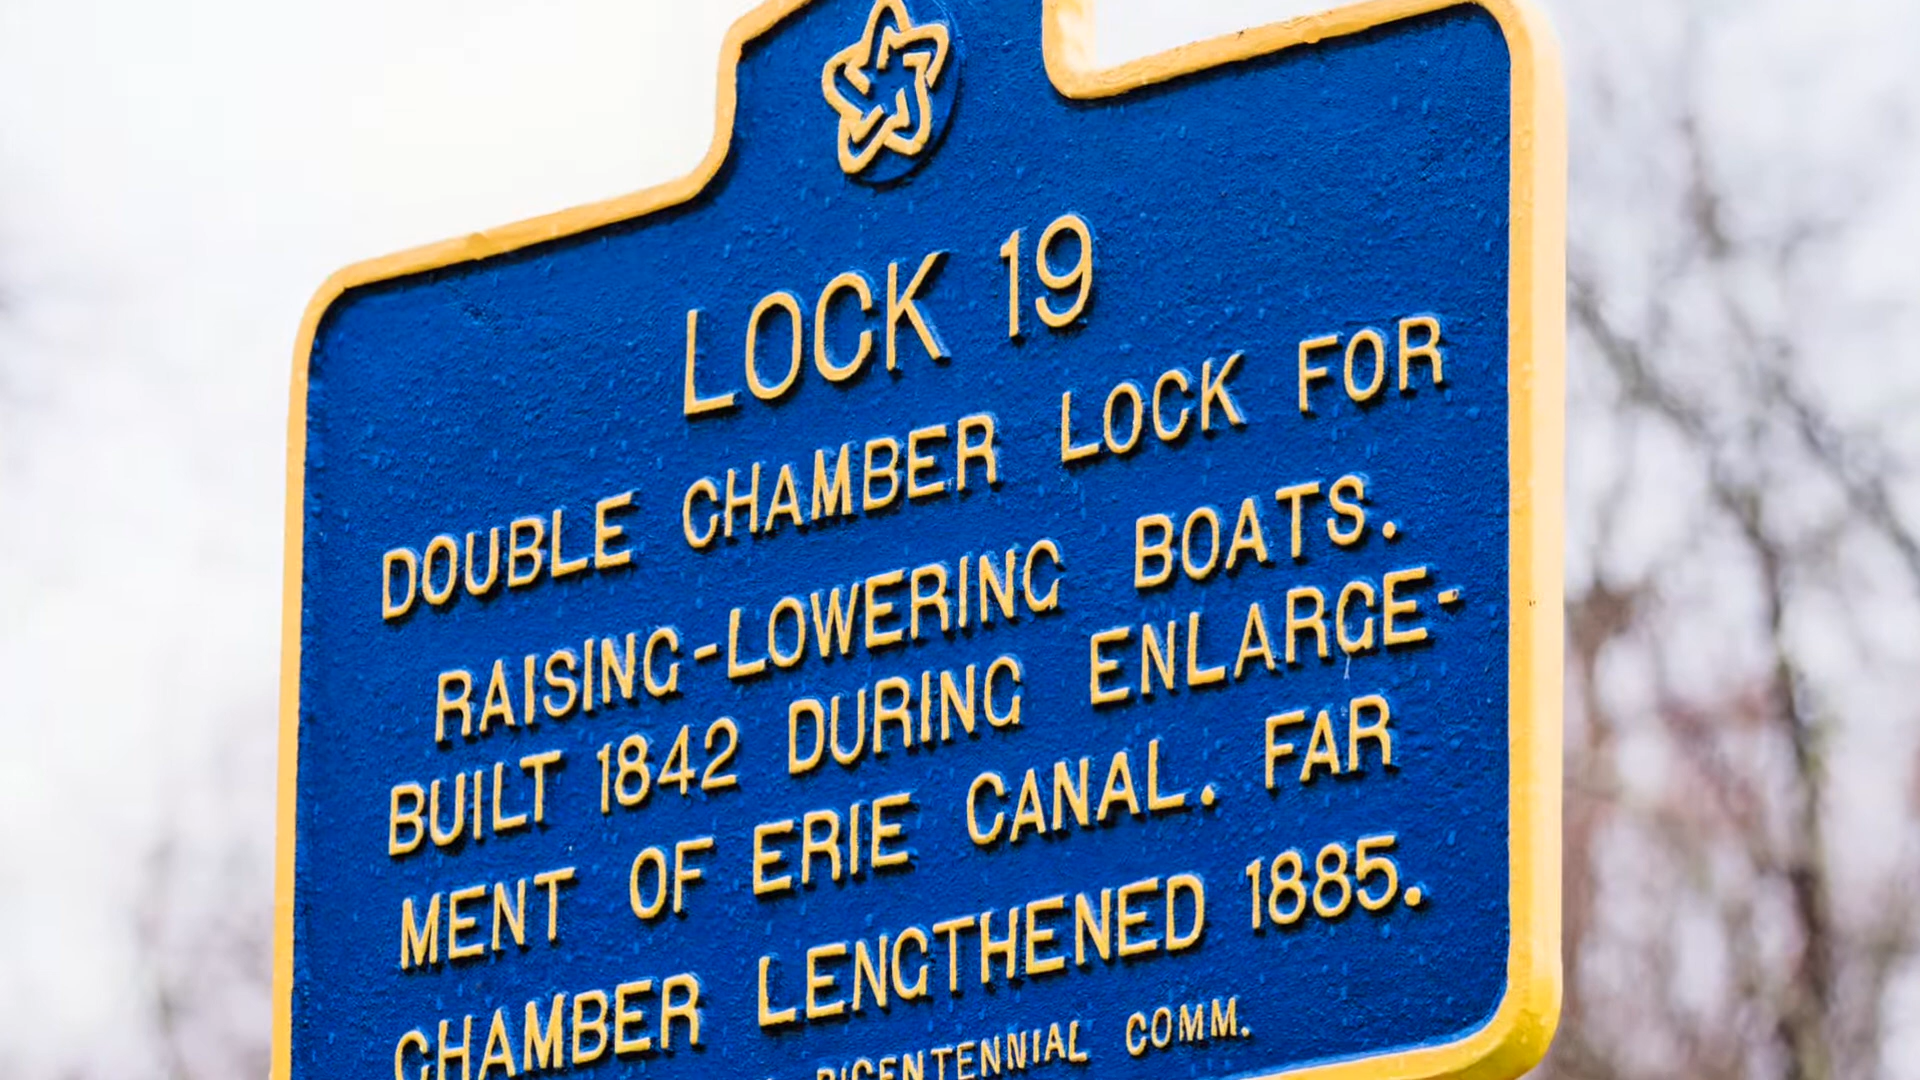 LOCK 19
DOUBLE CHAMBER LOCK FOR
RAISING-LOWERING BOATS.
BUILT 1842 DURING ENLARGE-
MENT OF ERIE CANAL. FAR
CHAMBER LENGTHENED 1885.
BICENTENNIAL COMM.